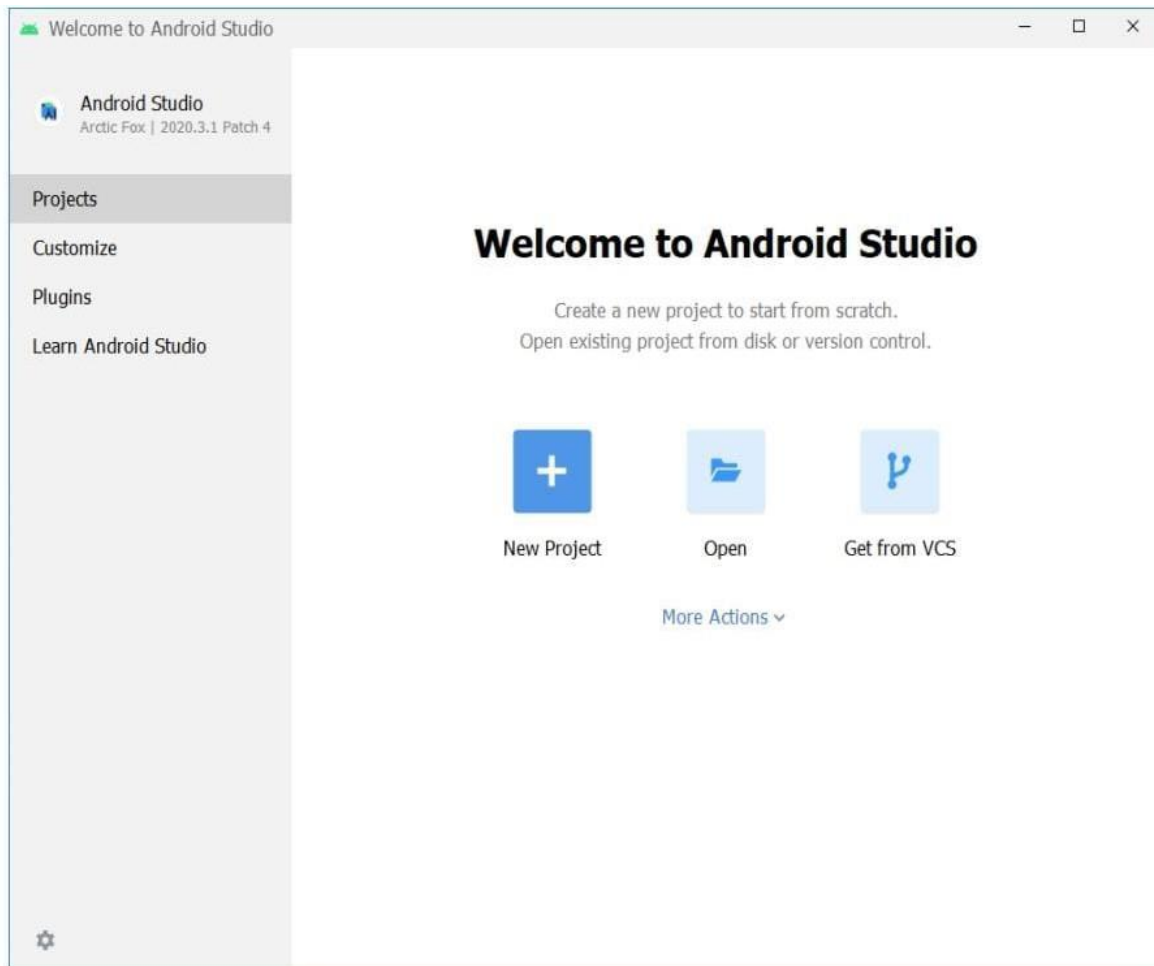 Welcome to Android Studio
Android Studio
Arctic Fox | 2020.3.1 Patch 4
Projects
Customize
Plugins
Learn Android Studio
Welcome to Android Studio
Create a new project to start from scratch.
Open existing project from disk or version control.
New Project
Open
Get from VCS
More Actions